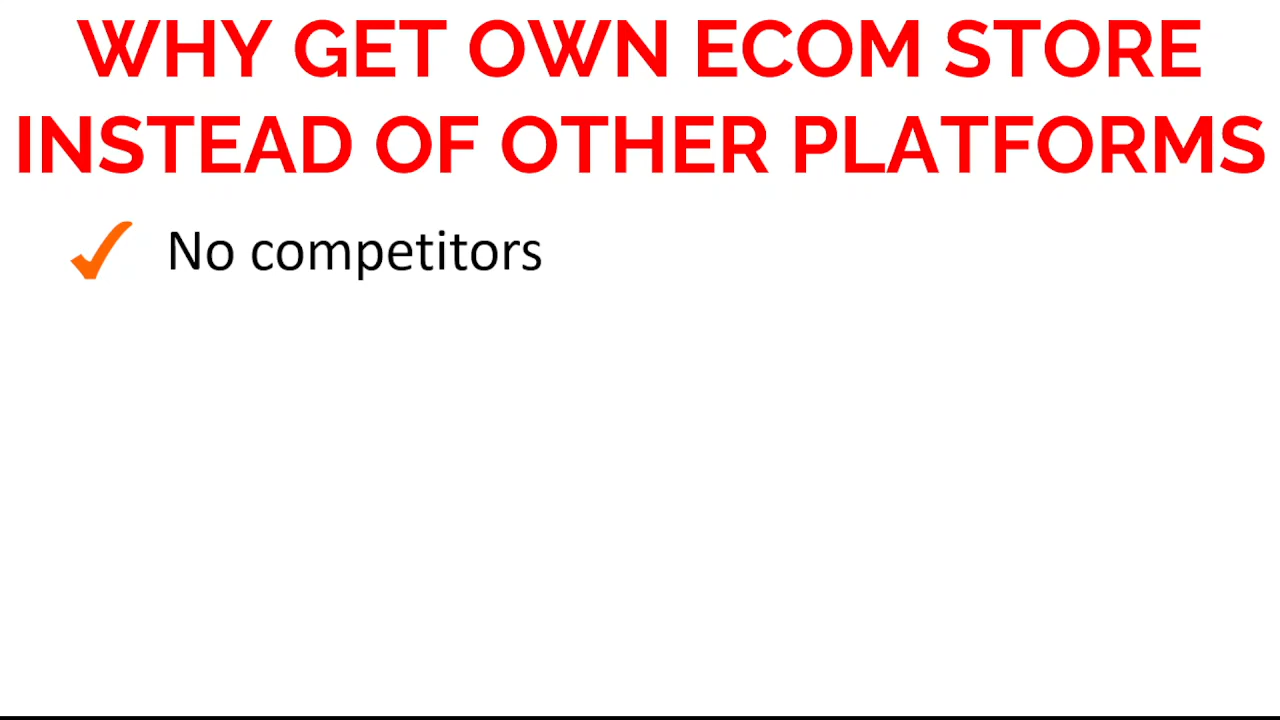 WHY GET OWN ECOM STORE
INSTEAD OF OTHER PLATFORMS
No competitors